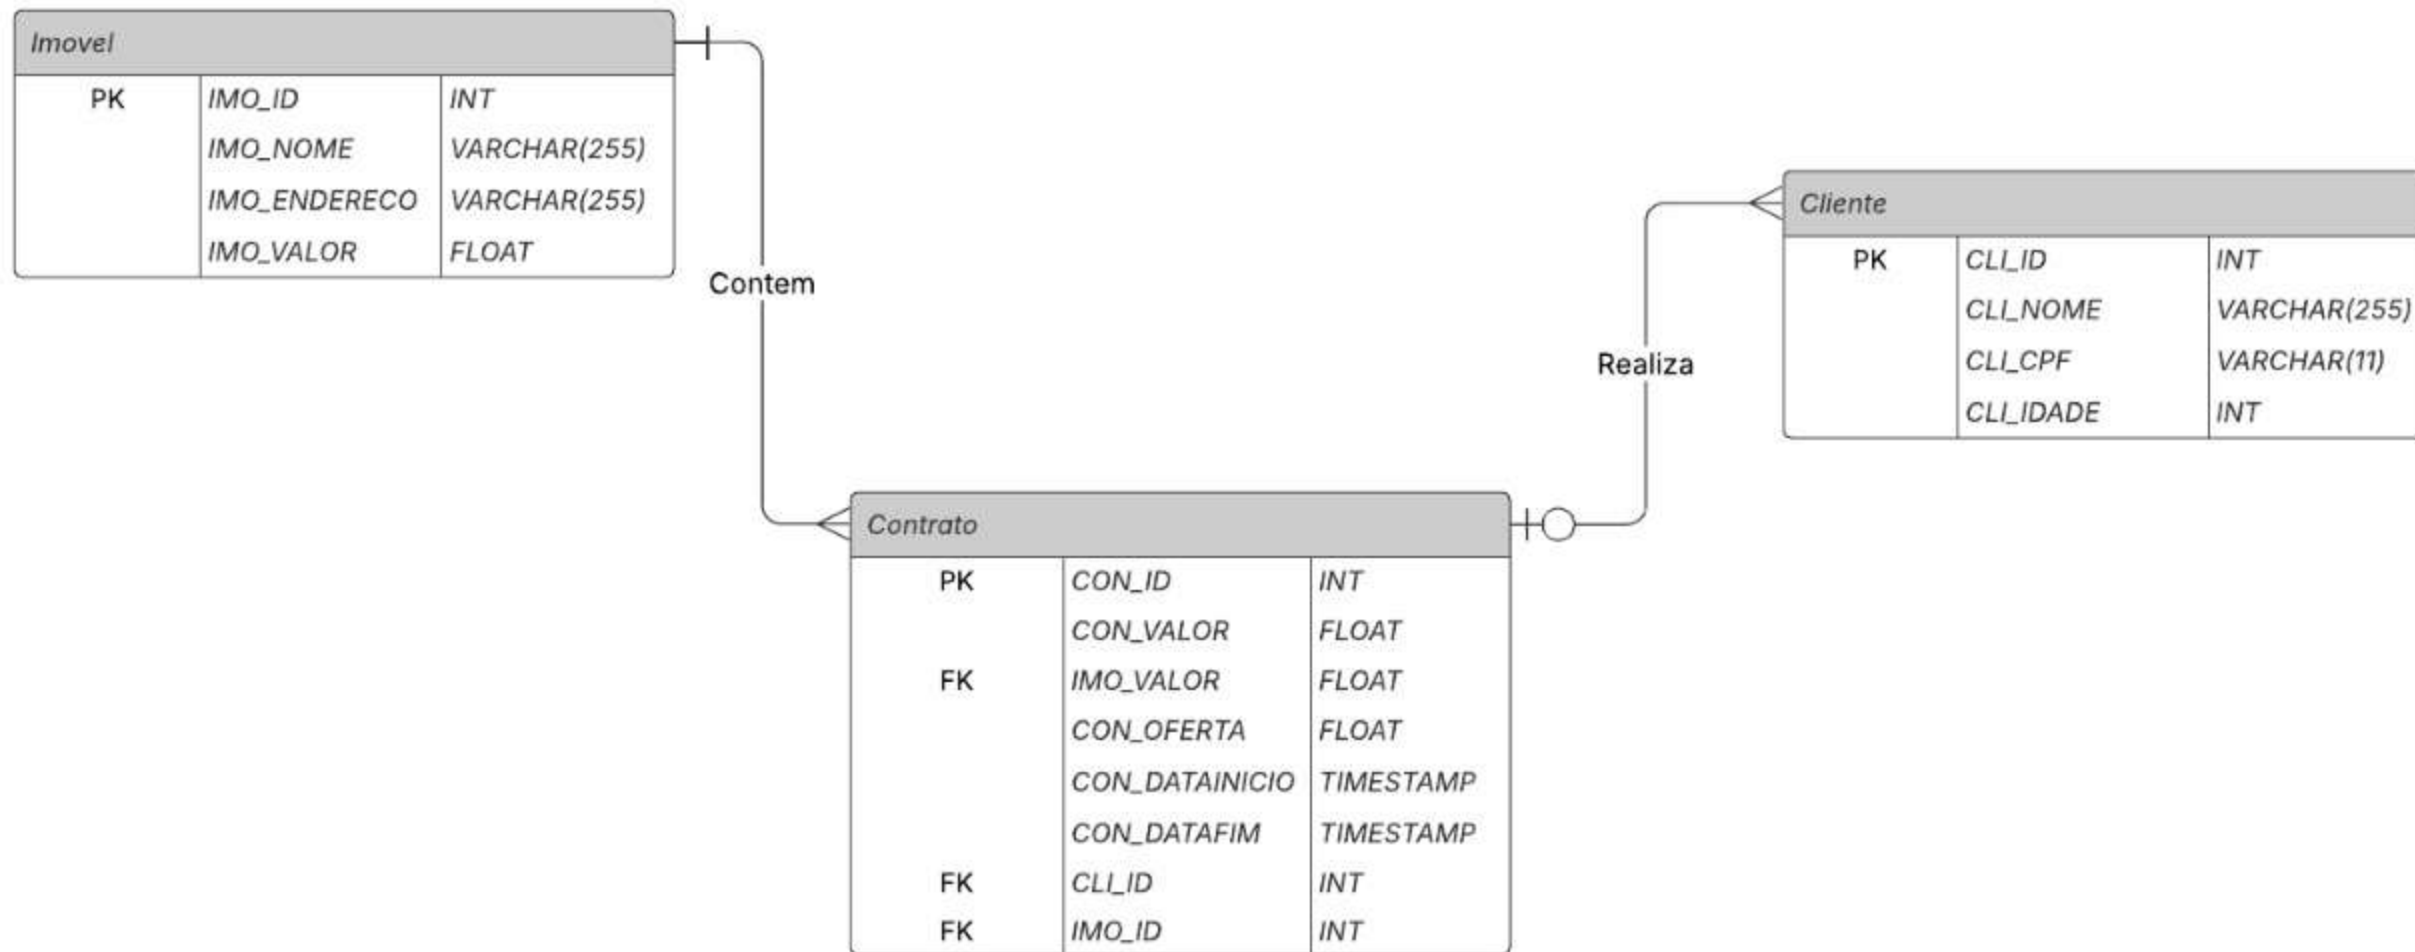 Imovel
PK IMO_ID INT
IMO_NOME VARCHAR(255)
IMO_ENDERECO VARCHAR(255)
IMO_VALOR FLOAT
Contem
Cliente
PK CLI_ID INT
CLI_NOME VARCHAR(255)
CLI_CPF VARCHAR(11)
CLI_IDADE INT
Realiza
Contrato
PK CON_ID INT
CON_VALOR FLOAT
FK IMO_VALOR FLOAT
CON_OFERTA FLOAT
CON_DATAINICIO TIMESTAMP
CON_DATAFIM TIMESTAMP
FK CLI_ID INT
FK IMO_ID INT